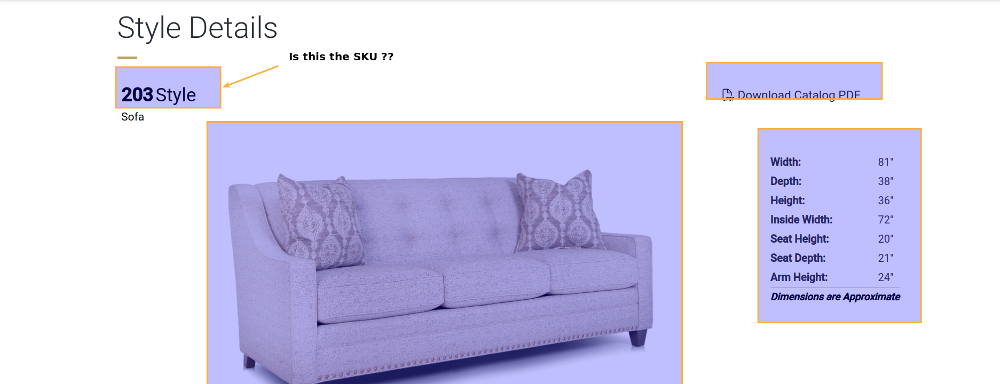 Style Details
Is this the SKU ??
203 Style
Download Catalog PDF
Sofa
Width: 81"
Depth: 38"
Height: 36"
Inside Width: 72"
Seat Height: 20"
Seat Depth: 21"
Arm Height: 24"
Dimensions are Approximate